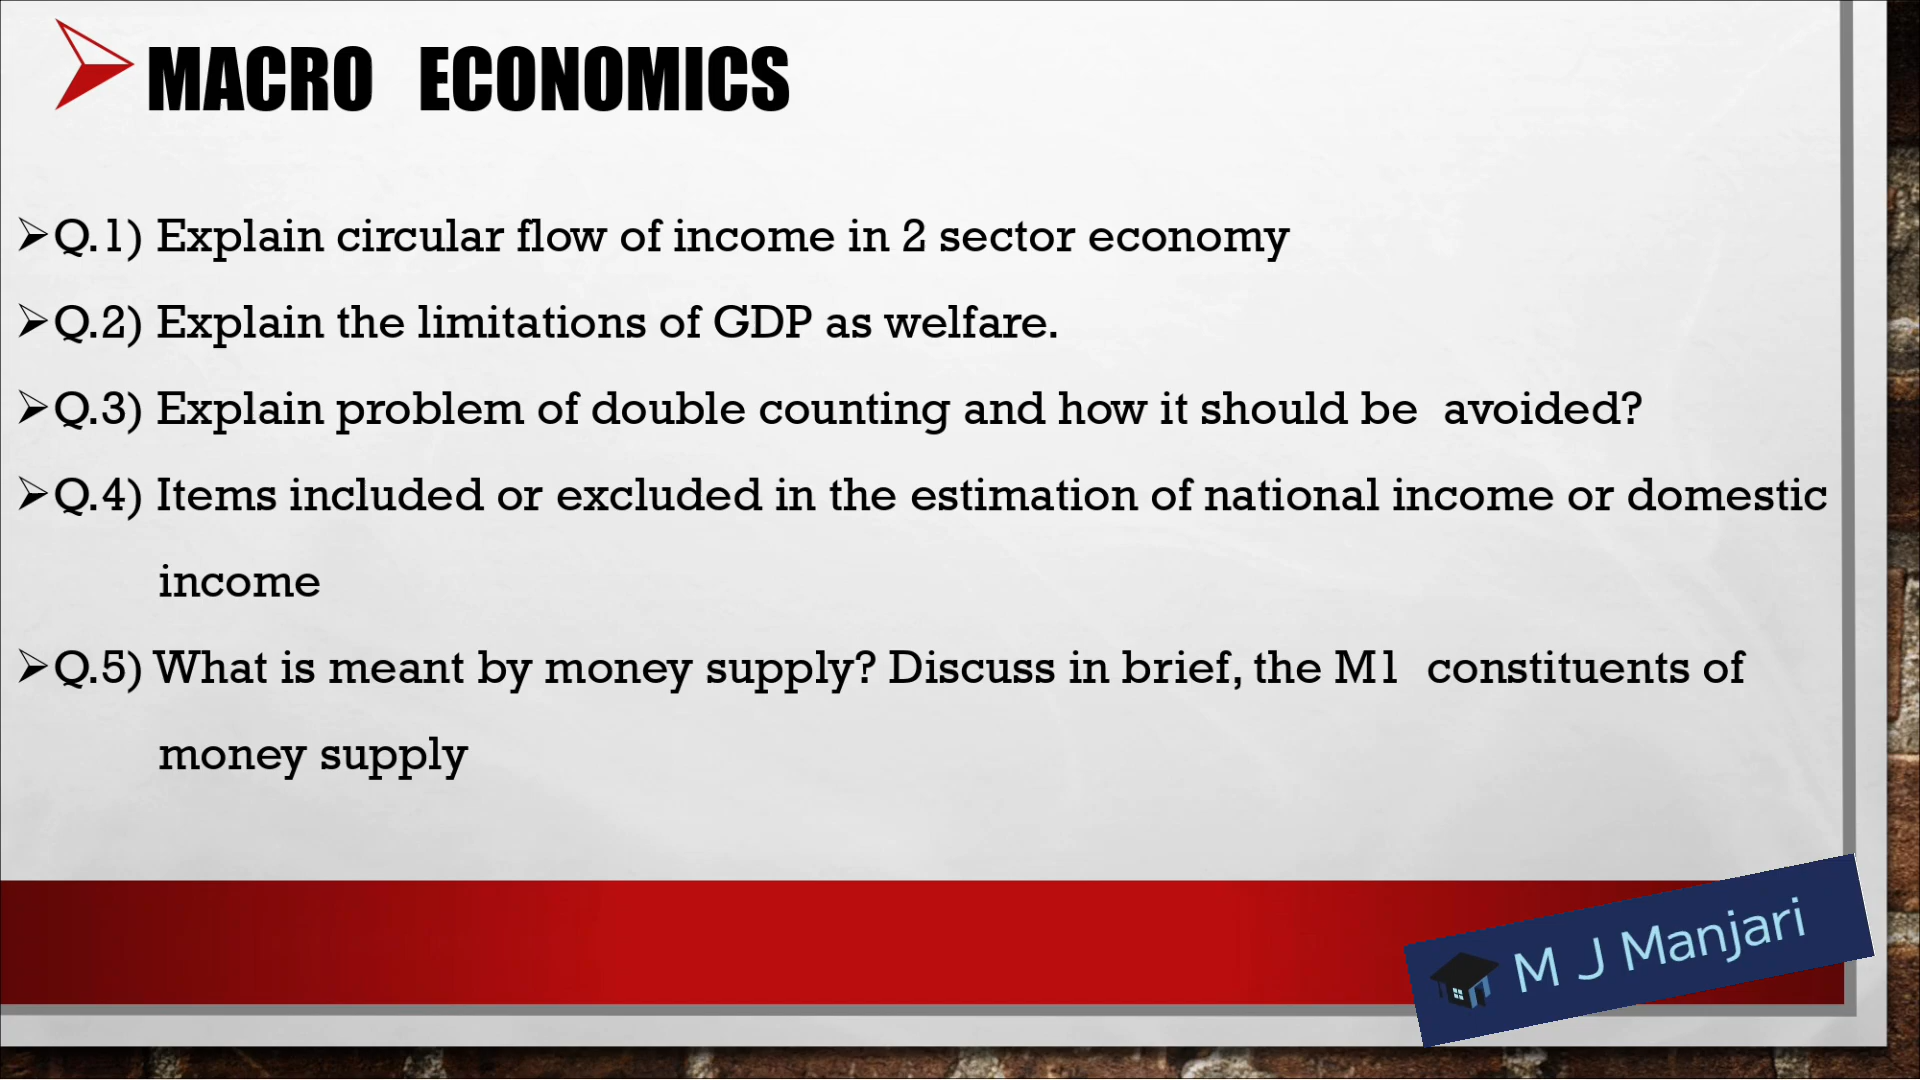 MACRO ECONOMICS
Q.1) Explain circular flow of income in 2 sector economy
Q.2) Explain the limitations of GDP as welfare.
Q.3) Explain problem of double counting and how it should be avoided?
Q.4) Items included or excluded in the estimation of national income or domestic
income
Q.5) What is meant by money supply? Discuss in brief, the M1 constituents of
money supply
M J Manjari